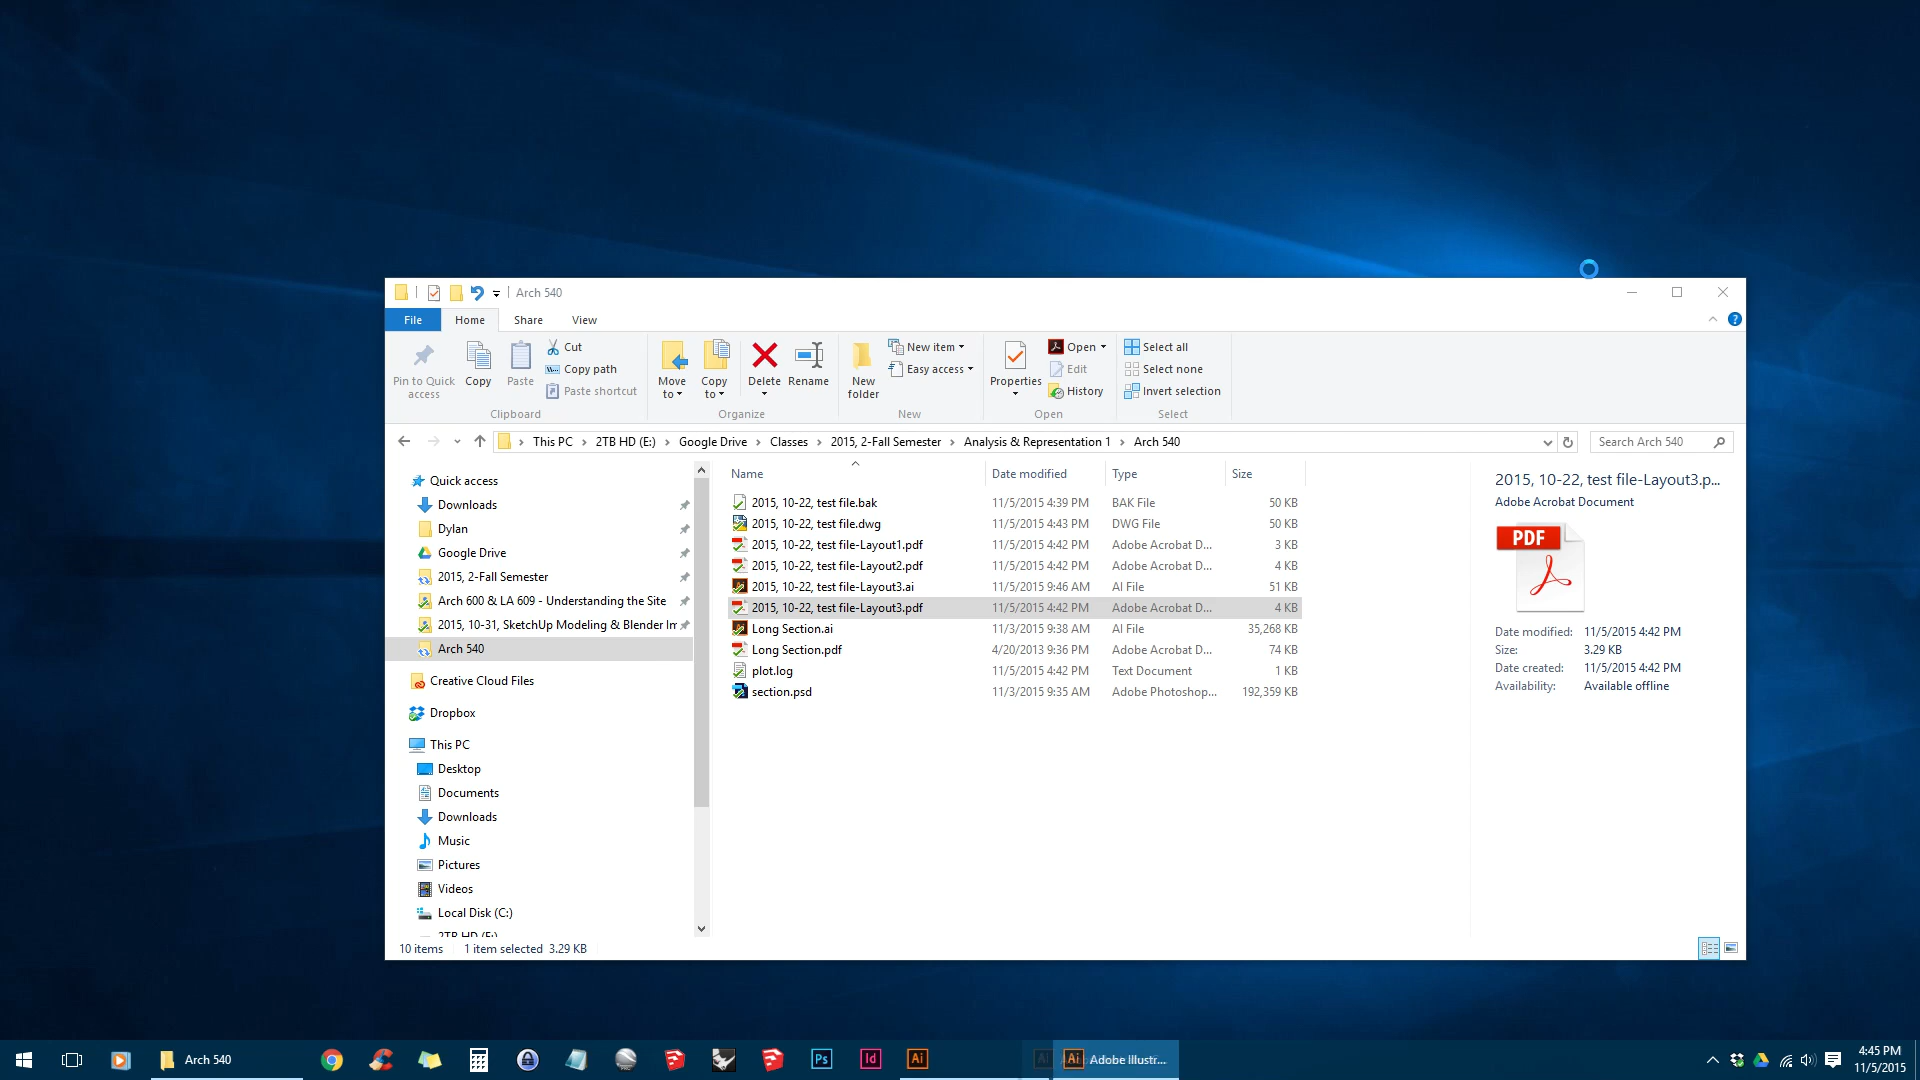 Arch 540
File Home Share View
Pin to Quick access
Copy
Paste
Cut
Copy path
Paste shortcut
Clipboard
Move to
Copy to
Delete
Rename
Organize
New folder
New item
Easy access
New
Properties
Open
Edit
History
Open
Select all
Select none
Invert selection
Select
This PC 2TB HD (E:) Google Drive Classes 2015, 2-Fall Semester Analysis & Representation 1 Arch 540
Search Arch 540
Quick access
Downloads
Dylan
Google Drive
2015, 2-Fall Semester
Arch 600 & LA 609 - Understanding the Site
2015, 10-31, SketchUp Modeling & Blender Im
Arch 540
Creative Cloud Files
Dropbox
This PC
Desktop
Documents
Downloads
Music
Pictures
Videos
Local Disk (C:)
2TB HD (E:)
Name Date modified Type Size
2015, 10-22, test file.bak 11/5/2015 4:39 PM BAK File 50 KB
2015, 10-22, test file.dwg 11/5/2015 4:43 PM DWG File 50 KB
2015, 10-22, test file-Layout1.pdf 11/5/2015 4:42 PM Adobe Acrobat D... 3 KB
2015, 10-22, test file-Layout2.pdf 11/5/2015 4:42 PM Adobe Acrobat D... 4 KB
2015, 10-22, test file-Layout3.ai 11/5/2015 9:46 AM AI File 51 KB
2015, 10-22, test file-Layout3.pdf 11/5/2015 4:42 PM Adobe Acrobat D... 4 KB
Long Section.ai 11/3/2015 9:38 AM AI File 35,268 KB
Long Section.pdf 4/20/2013 9:36 PM Adobe Acrobat D... 74 KB
plot.log 11/5/2015 4:42 PM Text Document 1 KB
section.psd 11/3/2015 9:35 AM Adobe Photoshop... 192,359 KB
2015, 10-22, test file-Layout3.p...
Adobe Acrobat Document
PDF
Date modified: 11/5/2015 4:42 PM
Size: 3.29 KB
Date created: 11/5/2015 4:42 PM
Availability: Available offline
10 items 1 item selected 3.29 KB
Arch 540
Ps
Id
Ai
Ai
Ai Adobe Illustr...
4:45 PM
11/5/2015